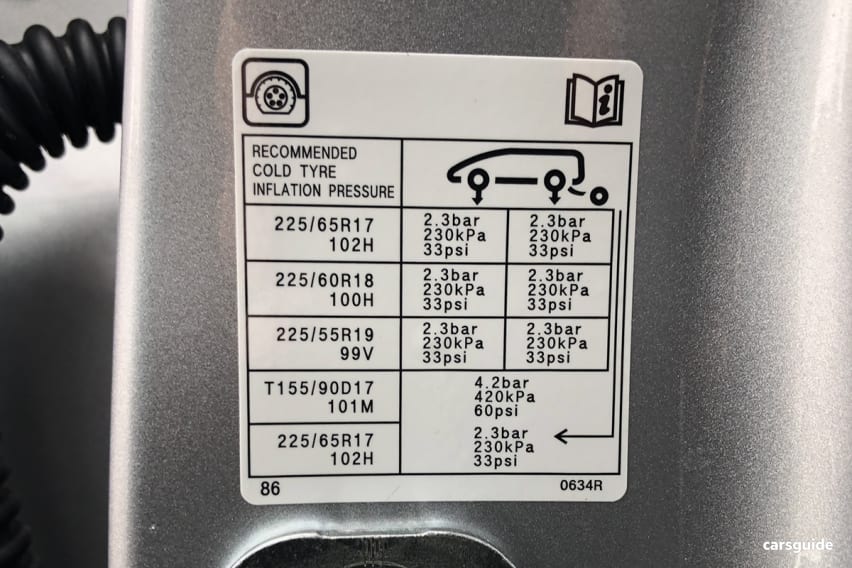 RECOMMENDED
COLD TYRE
INFLATION PRESSURE
225/65R17
102H
2.3bar
230kPa
33psi
2.3bar
230kPa
33psi
225/60R18
100H
2.3bar
230kPa
33psi
2.3bar
230kPa
33psi
225/55R19
99V
2.3bar
230kPa
33psi
2.3bar
230kPa
33psi
T155/90D17
101M
4.2bar
420kPa
60psi
225/65R17
102H
2.3bar
230kPa
33psi
86
0634R
carsguide